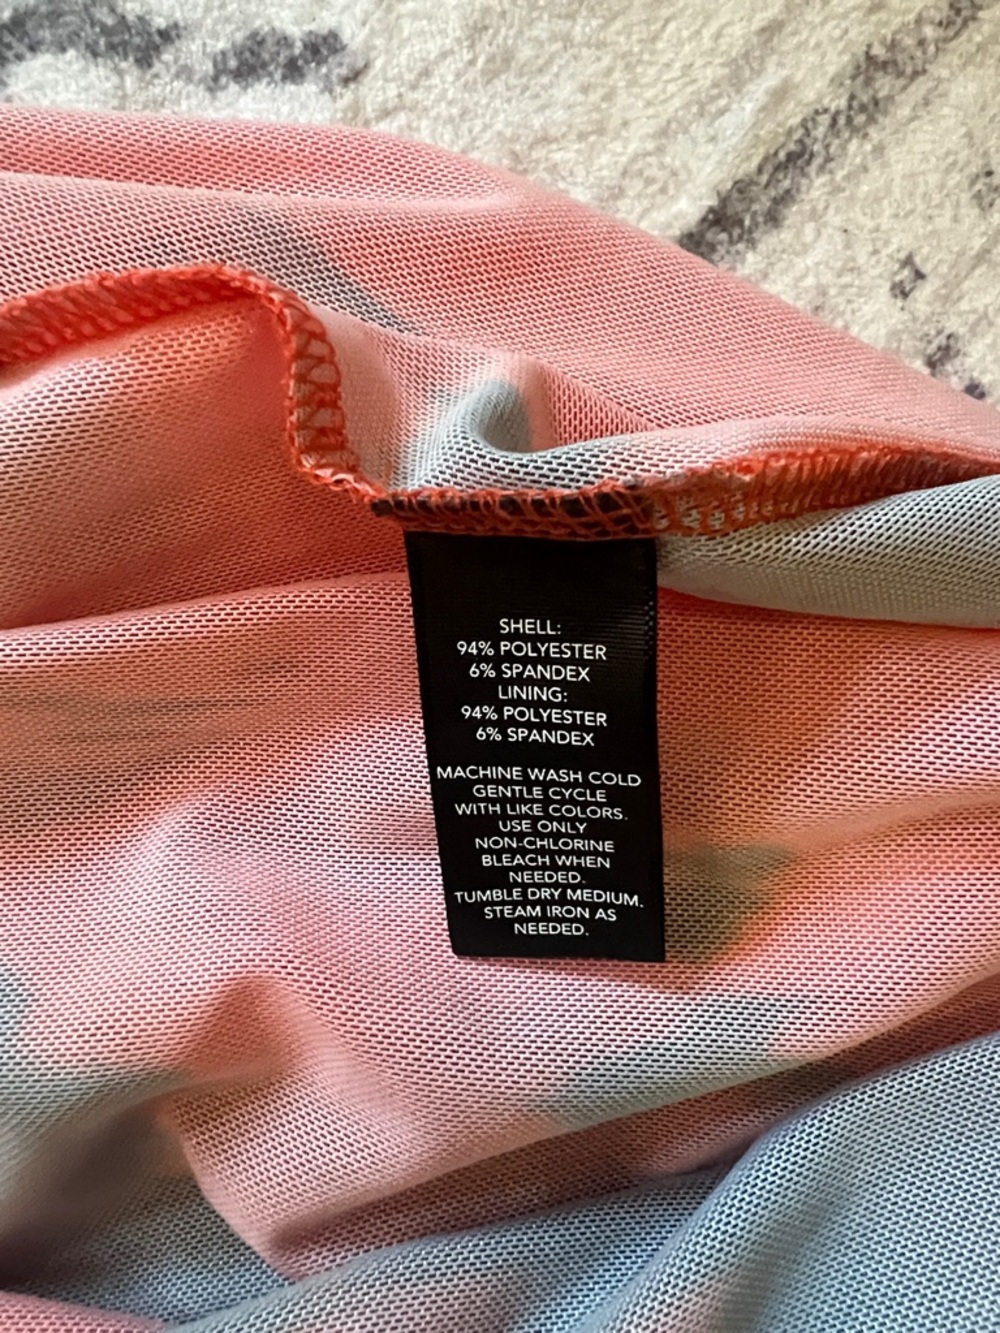 SHELL:
94% POLYESTER
6% SPANDEX
LINING:
94% POLYESTER
6% SPANDEX
MACHINE WASH COLD
GENTLE CYCLE
WITH LIKE COLORS.
USE ONLY
NON-CHLORINE
BLEACH WHEN
NEEDED.
TUMBLE DRY MEDIUM.
STEAM IRON AS
NEEDED.